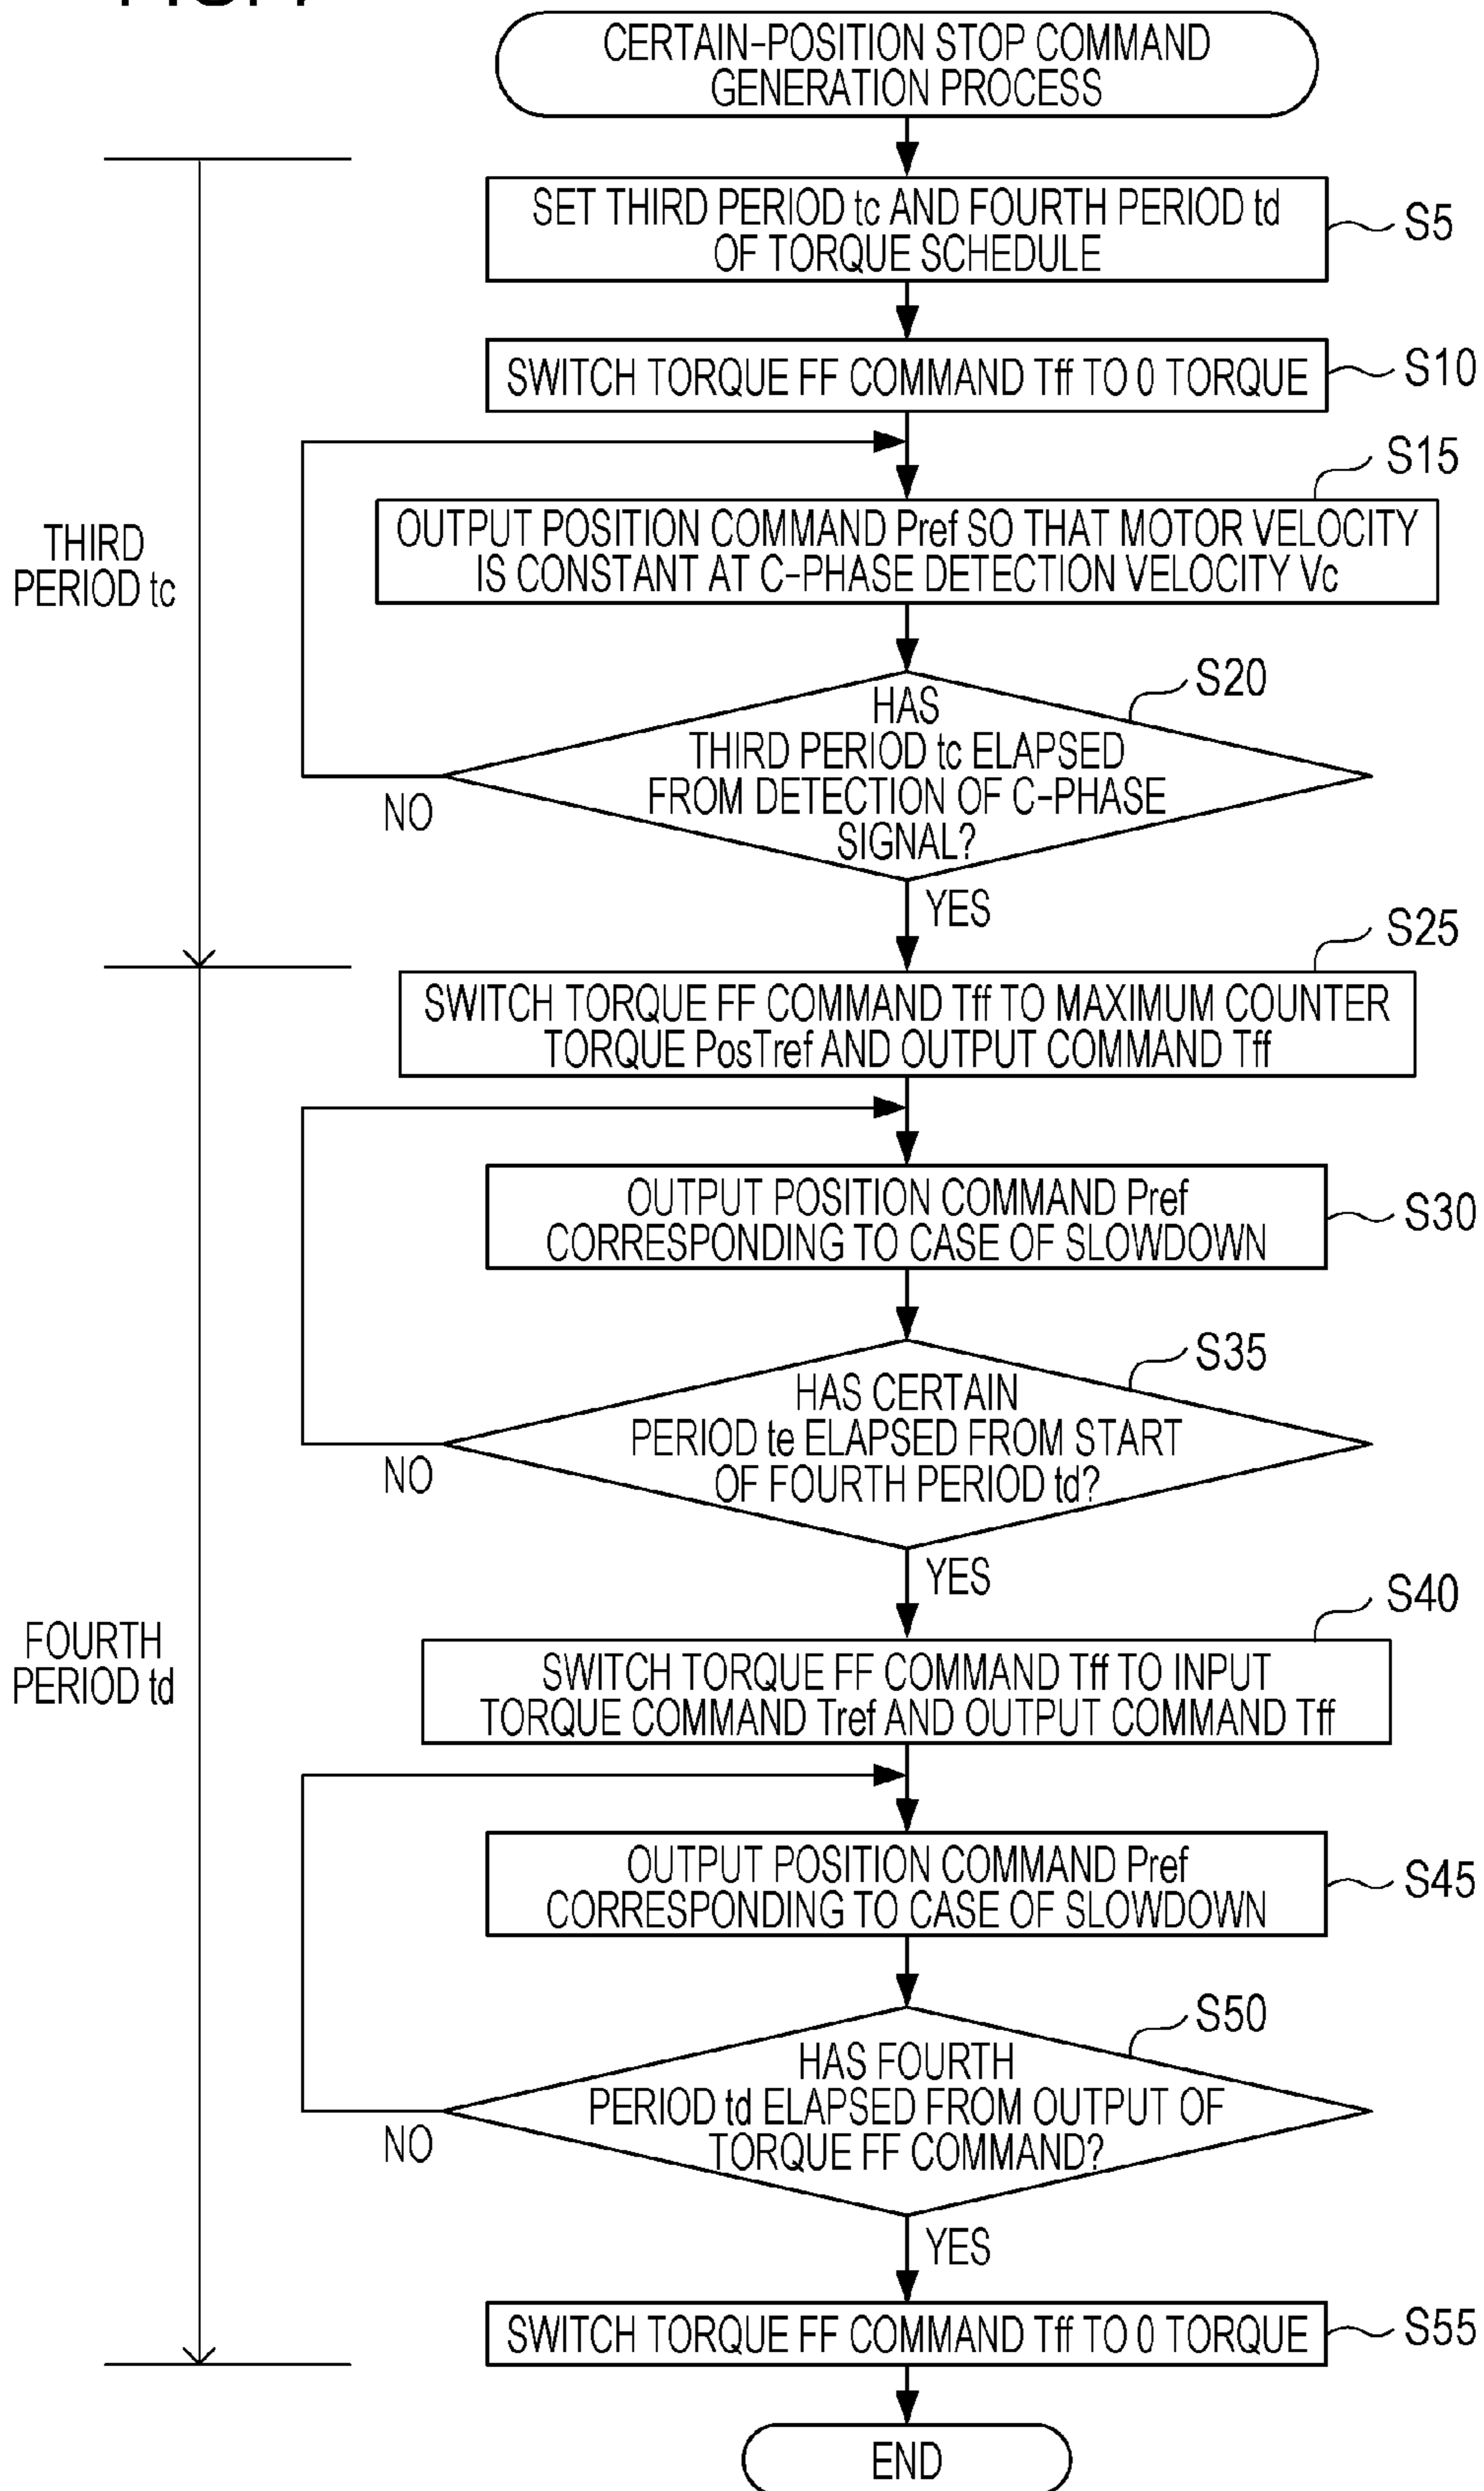 CERTAIN-POSITION STOP COMMAND
GENERATION PROCESS
SET THIRD PERIOD tc AND FOURTH PERIOD td
OF TORQUE SCHEDULE
S5
SWITCH TORQUE FF COMMAND Tff TO 0 TORQUE
S10
S15
OUTPUT POSITION COMMAND Pref SO THAT MOTOR VELOCITY
IS CONSTANT AT C-PHASE DETECTION VELOCITY Vc
THIRD
PERIOD tc
S20
HAS
THIRD PERIOD tc ELAPSED
FROM DETECTION OF C-PHASE
SIGNAL?
NO
YES
S25
SWITCH TORQUE FF COMMAND Tff TO MAXIMUM COUNTER
TORQUE PosTref AND OUTPUT COMMAND Tff
OUTPUT POSITION COMMAND Pref
CORRESPONDING TO CASE OF SLOWDOWN
S30
S35
HAS CERTAIN
PERIOD te ELAPSED FROM START
OF FOURTH PERIOD td?
NO
YES
S40
FOURTH
PERIOD td
SWITCH TORQUE FF COMMAND Tff TO INPUT
TORQUE COMMAND Tref AND OUTPUT COMMAND Tff
OUTPUT POSITION COMMAND Pref
CORRESPONDING TO CASE OF SLOWDOWN
S45
S50
HAS FOURTH
PERIOD td ELAPSED FROM OUTPUT OF
TORQUE FF COMMAND?
NO
YES
SWITCH TORQUE FF COMMAND Tff TO 0 TORQUE
S55
END